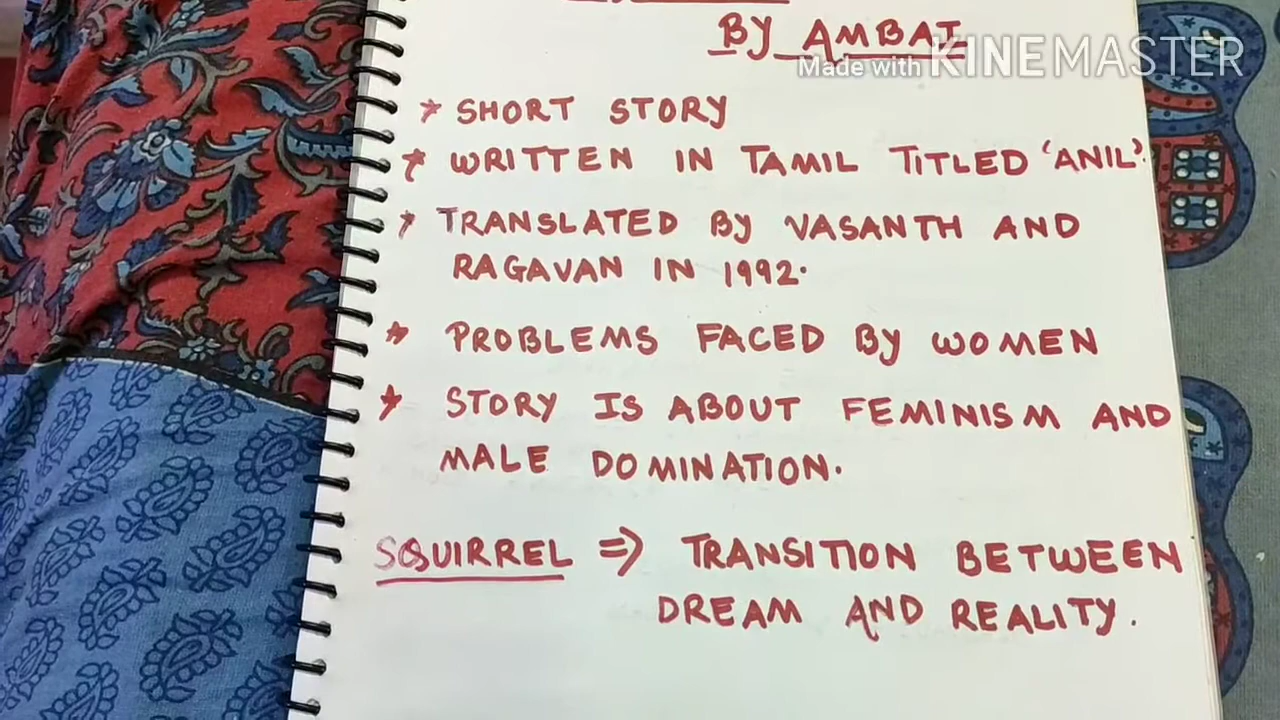 BY AMBAI
Made with KINEMASTER
* SHORT STORY
* WRITTEN IN TAMIL TITLED 'ANIL'.
* TRANSLATED BY VASANTH AND
RAGAVAN IN 1992.
* PROBLEMS FACED BY WOMEN
* STORY IS ABOUT FEMINISM AND
MALE DOMINATION.
SQUIRREL => TRANSITION BETWEEN
DREAM AND REALITY.